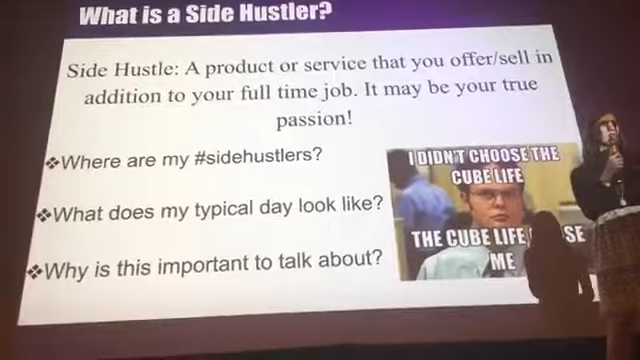 What is a Side Hustler?
Side Hustle: A product or service that you offer/sell in
addition to your full time job. It may be your true
passion!
❖Where are my #sidehustlers?
❖What does my typical day look like?
❖Why is this important to talk about?
I DIDN'T CHOOSE THE
CUBE LIFE
THE CUBE LIFE SE
ME